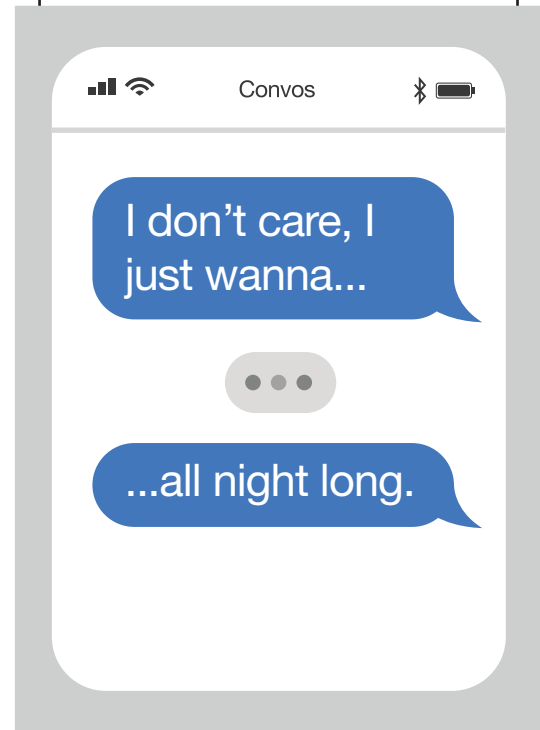 Convos
I don’t care, I
just wanna...
...all night long.